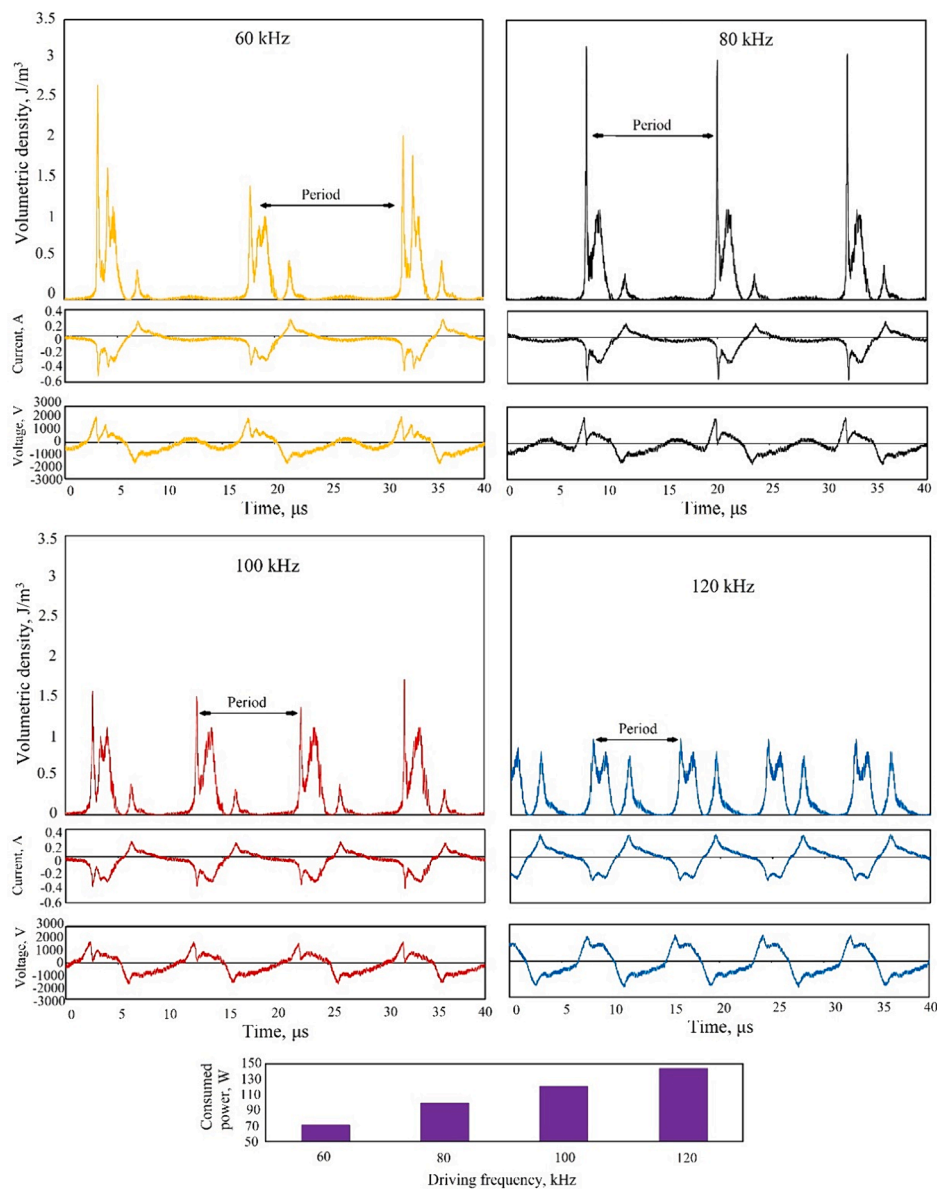 60 kHz
Volumetric density, J/m³
3.5
3
2.5
2
1.5
1
0.5
0
Period
Current, A
0.4
0.2
0
-0.2
-0.4
-0.6
Voltage, V
3000
2000
1000
0
-1000
-2000
-3000
0 5 10 15 20 25 30 35 40
Time, μs
80 kHz
Period
0 5 10 15 20 25 30 35 40
Time, μs
100 kHz
Volumetric density, J/m³
3.5
3
2.5
2
1.5
1
0.5
0
Period
Current, A
0.4
0.2
0
-0.2
-0.4
-0.6
Voltage, V
3000
2000
1000
0
-1000
-2000
-3000
0 5 10 15 20 25 30 35 40
Time, μs
120 kHz
Period
0 5 10 15 20 25 30 35 40
Time, μs
Consumed
power, W
150
130
110
90
70
50
60 80 100 120
Driving frequency, kHz